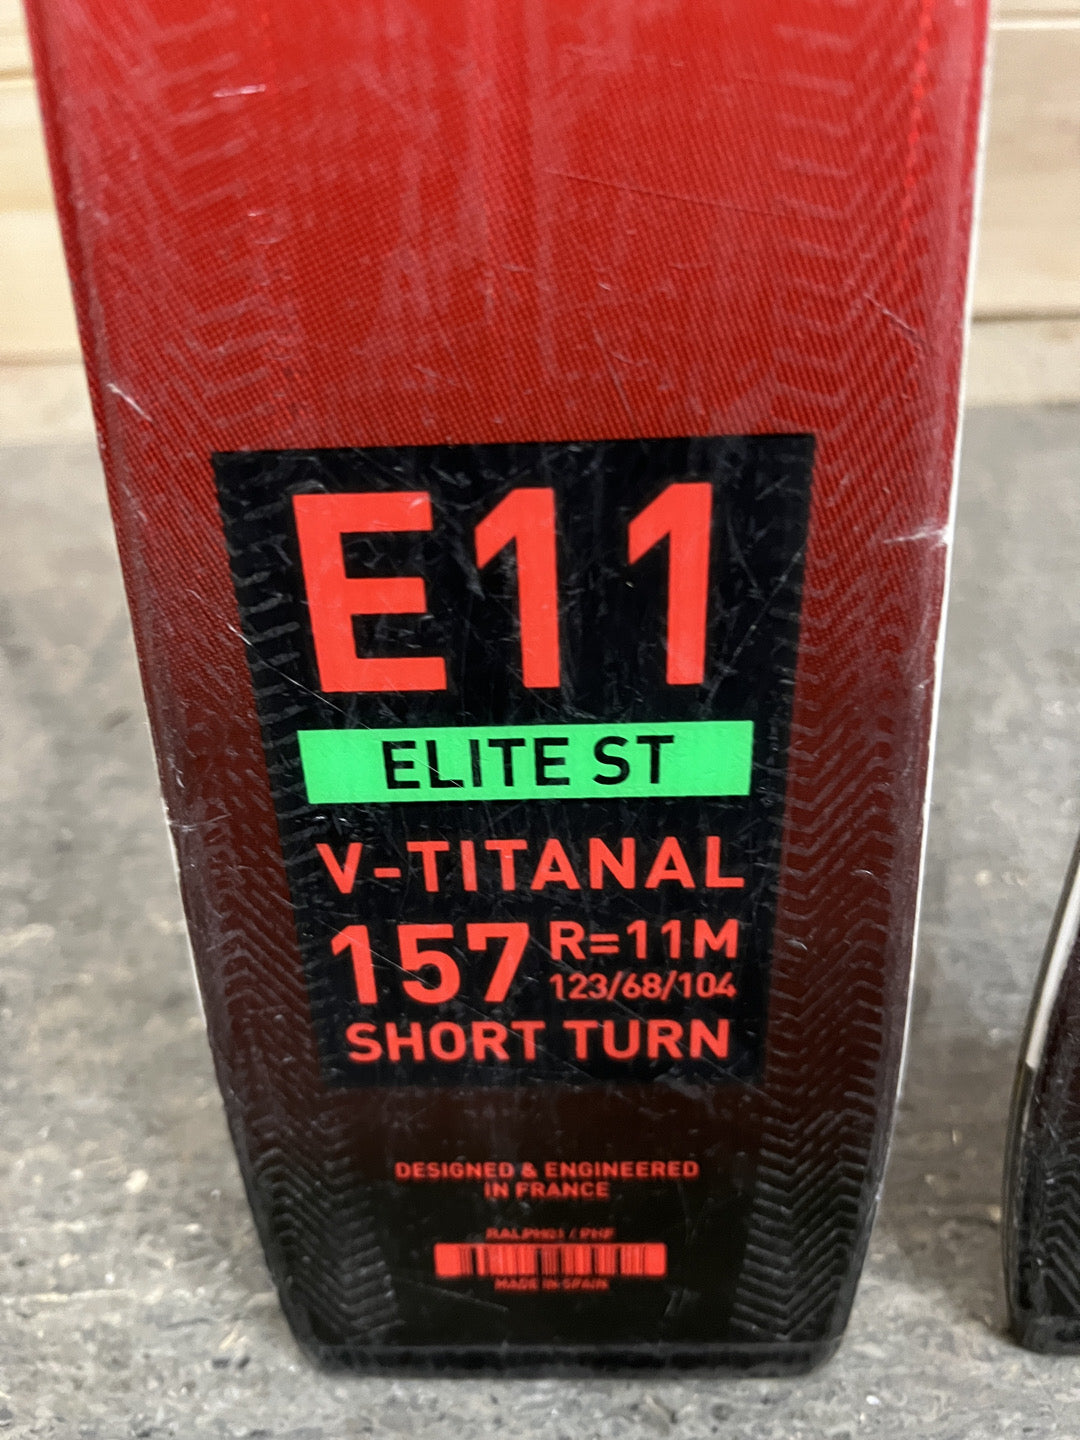 E11
ELITE ST
V-TITANAL
157 R=11M
123/68/104
SHORT TURN
DESIGNED & ENGINEERED
IN FRANCE
MADE IN SPAIN